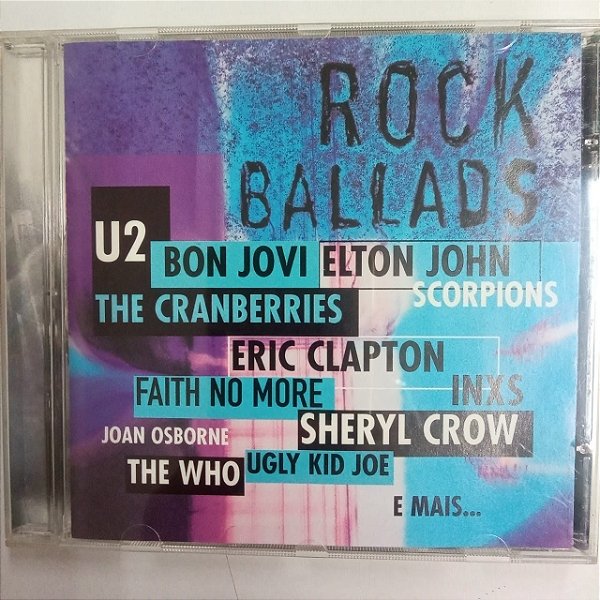 ROCK
BALLADS
U2
BON JOVI ELTON JOHN
SCORPIONS
THE CRANBERRIES
ERIC CLAPTON
FAITH NO MORE INXS
JOAN OSBORNE SHERYL CROW
THE WHO UGLY KID JOE
E MAIS...